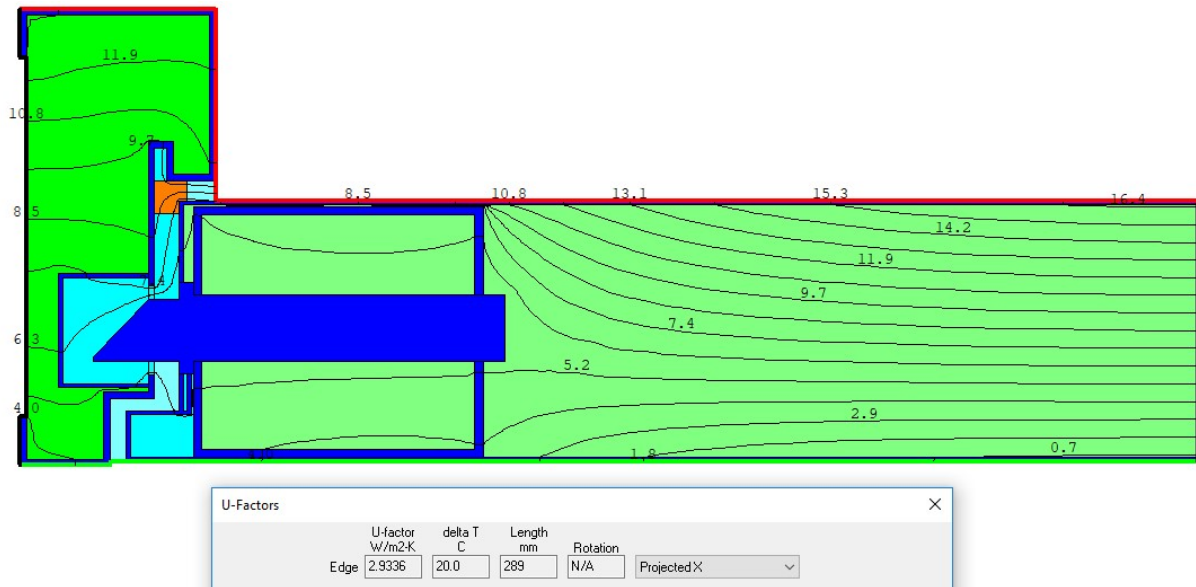 11.9
10.8
9.7
8.5 10.8 13.1 15.3 16.4
8.5
14.2
11.9
9.7
7.4
6.3
5.2
4.0
2.9
1.8 0.7
U-Factors
U-factor delta T Length
W/m2-K C mm Rotation
Edge 2.9336 20.0 289 N/A Projected X